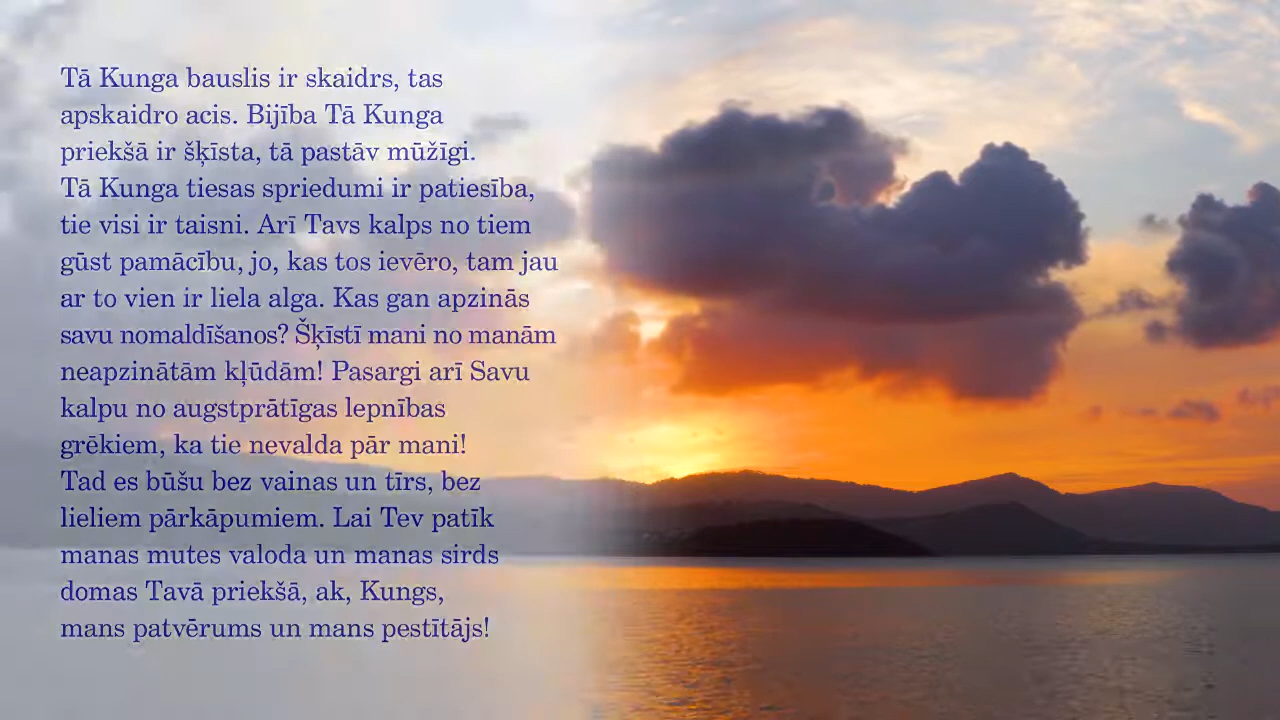 Tā Kunga bauslis ir skaidrs, tas
apskaidro acis. Bijība Tā Kunga
priekšā ir šķīsta, tā pastāv mūžīgi.
Tā Kunga tiesas spriedumi ir patiesība,
tie visi ir taisni. Arī Tavs kalps no tiem
gūst pamācību, jo, kas tos ievēro, tam jau
ar to vien ir liela alga. Kas gan apzinās
savu nomaldīšanos? Šķīstī mani no manām
neapzinātām kļūdām! Pasargi arī Savu
kalpu no augstprātīgas lepnības
grēkiem, ka tie nevalda pār mani!
Tad es būšu bez vainas un tīrs, bez
lieliem pārkāpumiem. Lai Tev patīk
manas mutes valoda un manas sirds
domas Tavā priekšā, ak, Kungs,
mans patvērums un mans pestītājs!